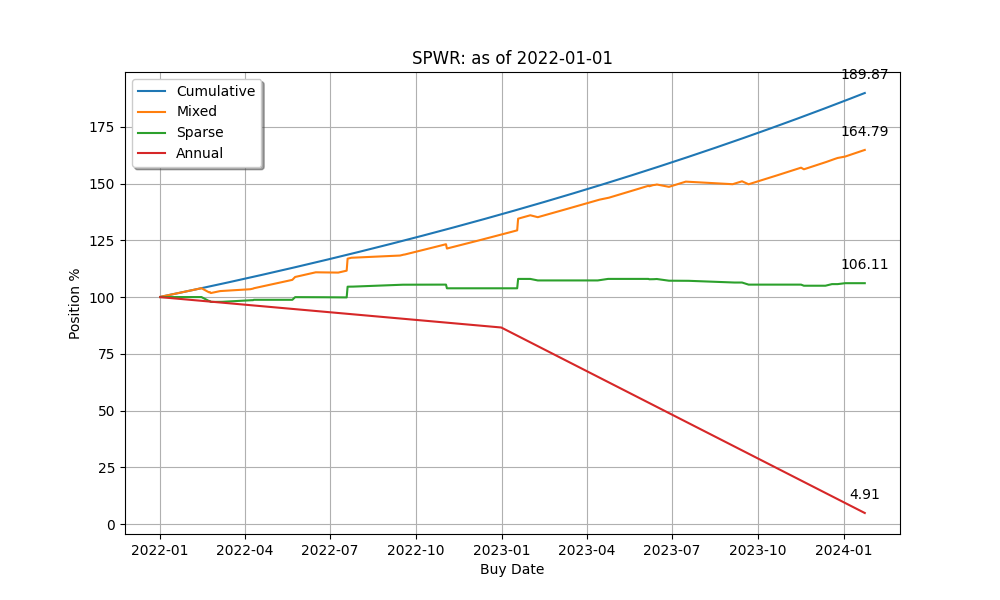 SPWR: as of 2022-01-01
Cumulative
Mixed
Sparse
Annual
189.87
164.79
106.11
4.91
175
150
125
100
75
50
25
0
Position %
2022-01 2022-04 2022-07 2022-10 2023-01 2023-04 2023-07 2023-10 2024-01
Buy Date